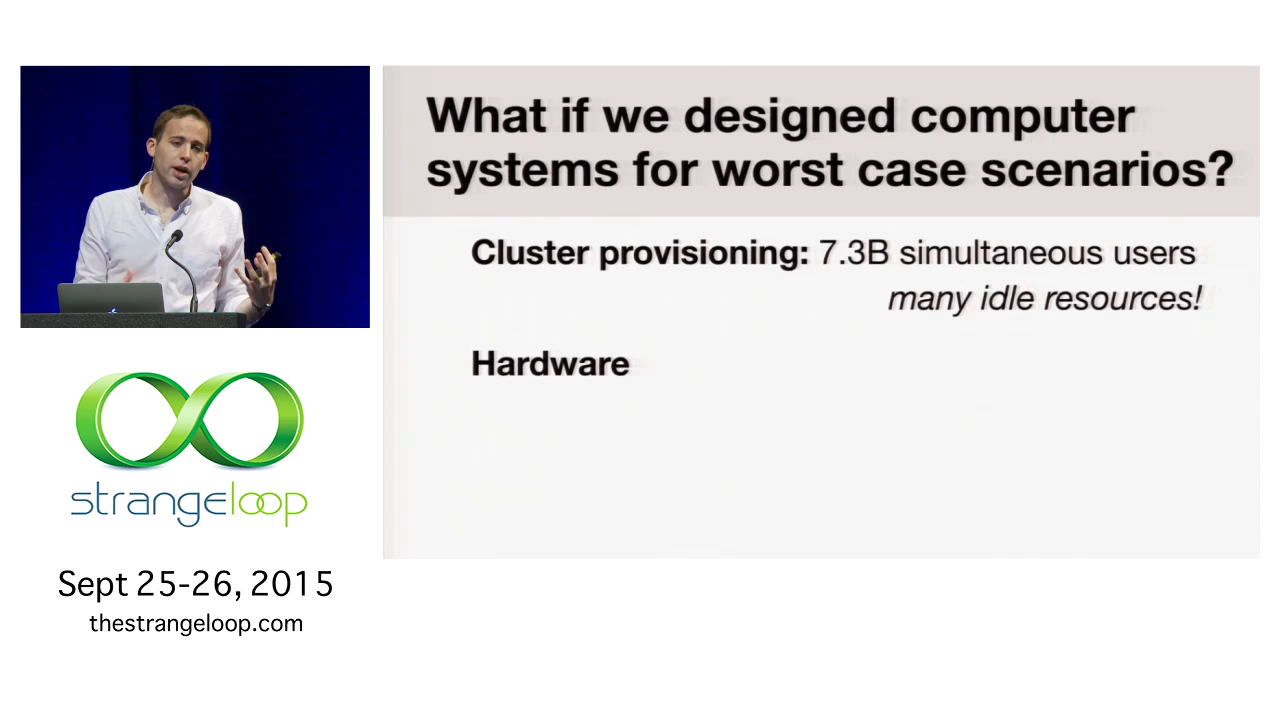 What if we designed computer
systems for worst case scenarios?
Cluster provisioning: 7.3B simultaneous users
many idle resources!
Hardware
strangeloop
Sept 25-26, 2015
thestrangeloop.com